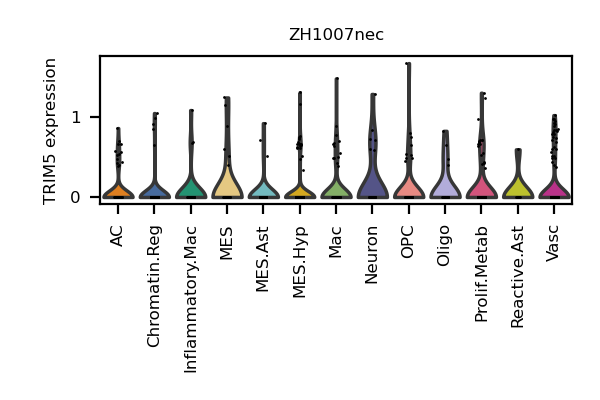 ZH1007nec
TRIM5 expression
1
0
AC
Chromatin.Reg
Inflammatory.Mac
MES
MES.Ast
MES.Hyp
Mac
Neuron
OPC
Oligo
Prolif.Metab
Reactive.Ast
Vasc